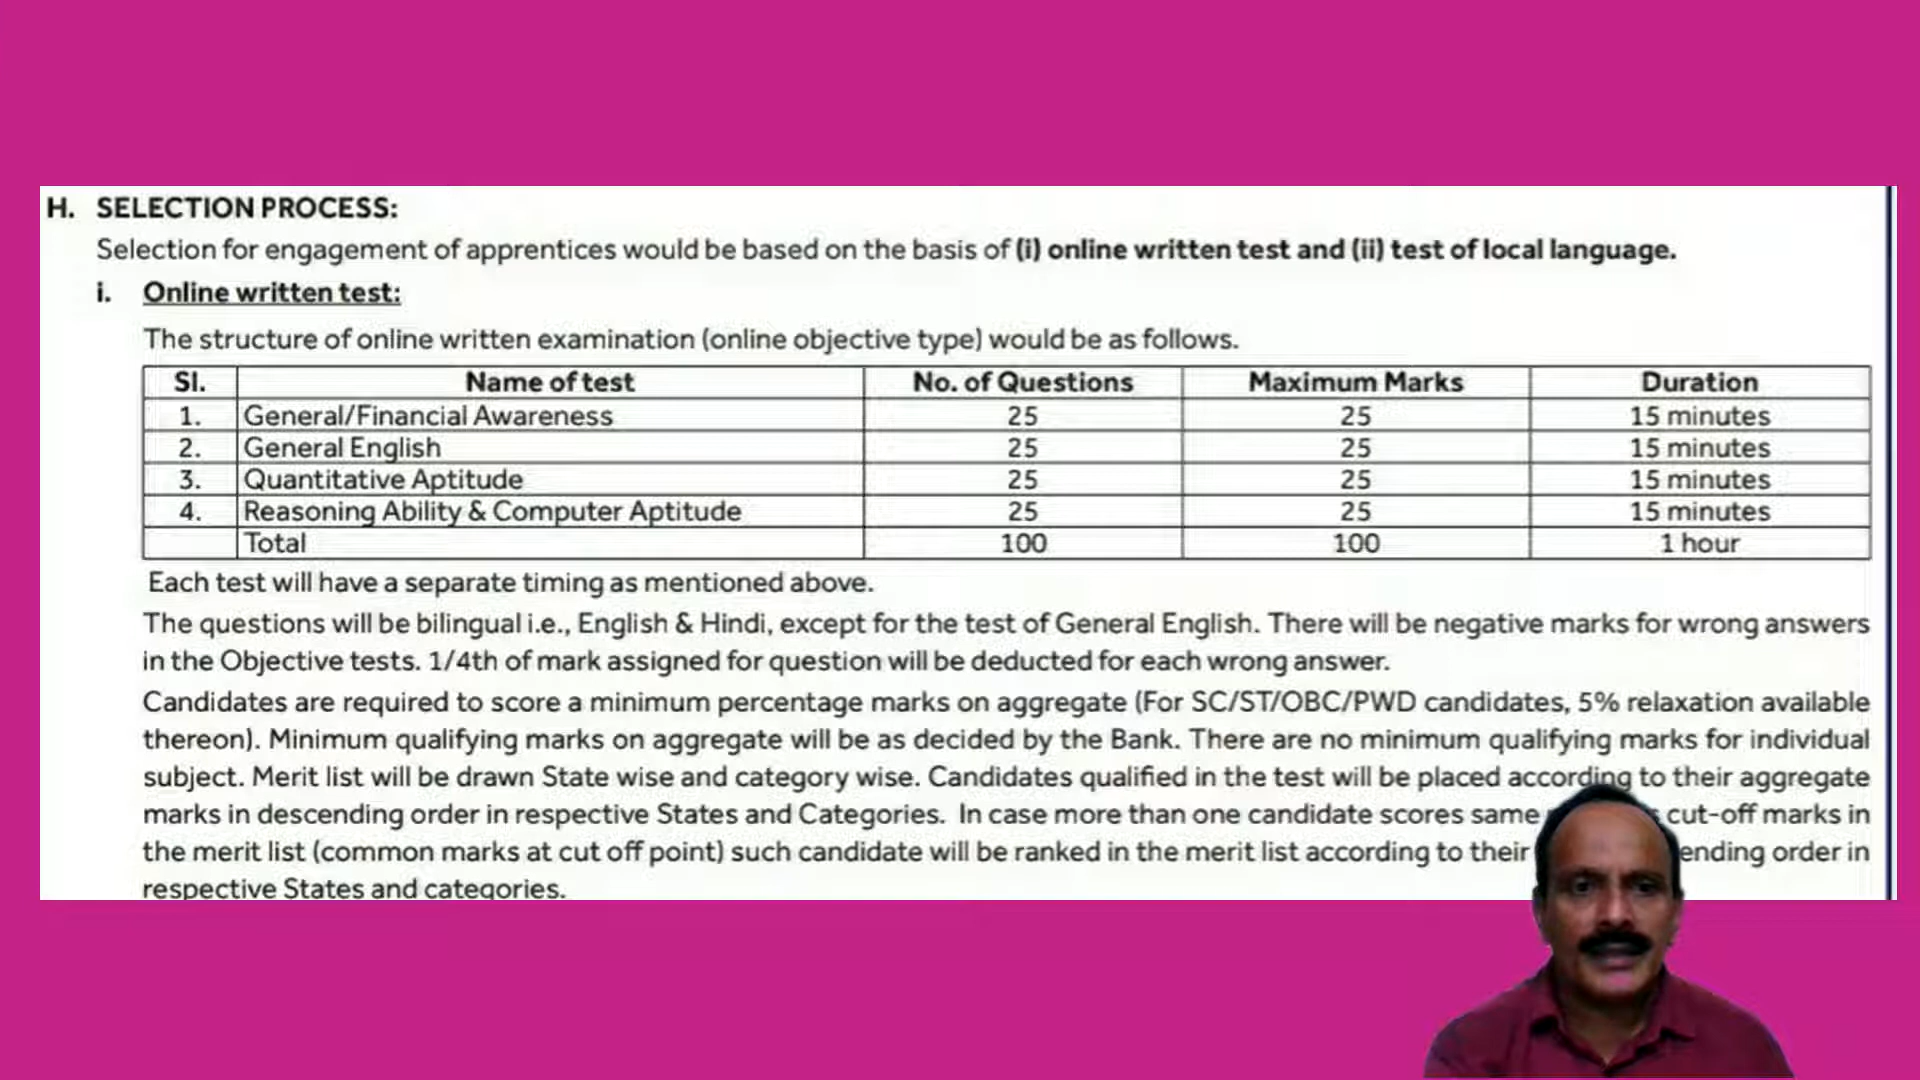 H. SELECTION PROCESS:
Selection for engagement of apprentices would be based on the basis of (i) online written test and (ii) test of local language.
i. Online written test:
The structure of online written examination (online objective type) would be as follows.
Sl. Name of test No. of Questions Maximum Marks Duration
1. General/Financial Awareness 25 25 15 minutes
2. General English 25 25 15 minutes
3. Quantitative Aptitude 25 25 15 minutes
4. Reasoning Ability & Computer Aptitude 25 25 15 minutes
Total 100 100 1 hour
Each test will have a separate timing as mentioned above.
The questions will be bilingual i.e., English & Hindi, except for the test of General English. There will be negative marks for wrong answers
in the Objective tests. 1/4th of mark assigned for question will be deducted for each wrong answer.
Candidates are required to score a minimum percentage marks on aggregate (For SC/ST/OBC/PWD candidates, 5% relaxation available
thereon). Minimum qualifying marks on aggregate will be as decided by the Bank. There are no minimum qualifying marks for individual
subject. Merit list will be drawn State wise and category wise. Candidates qualified in the test will be placed according to their aggregate
marks in descending order in respective States and Categories. In case more than one candidate scores same cut-off marks in
the merit list (common marks at cut off point) such candidate will be ranked in the merit list according to their ending order in
respective States and categories.